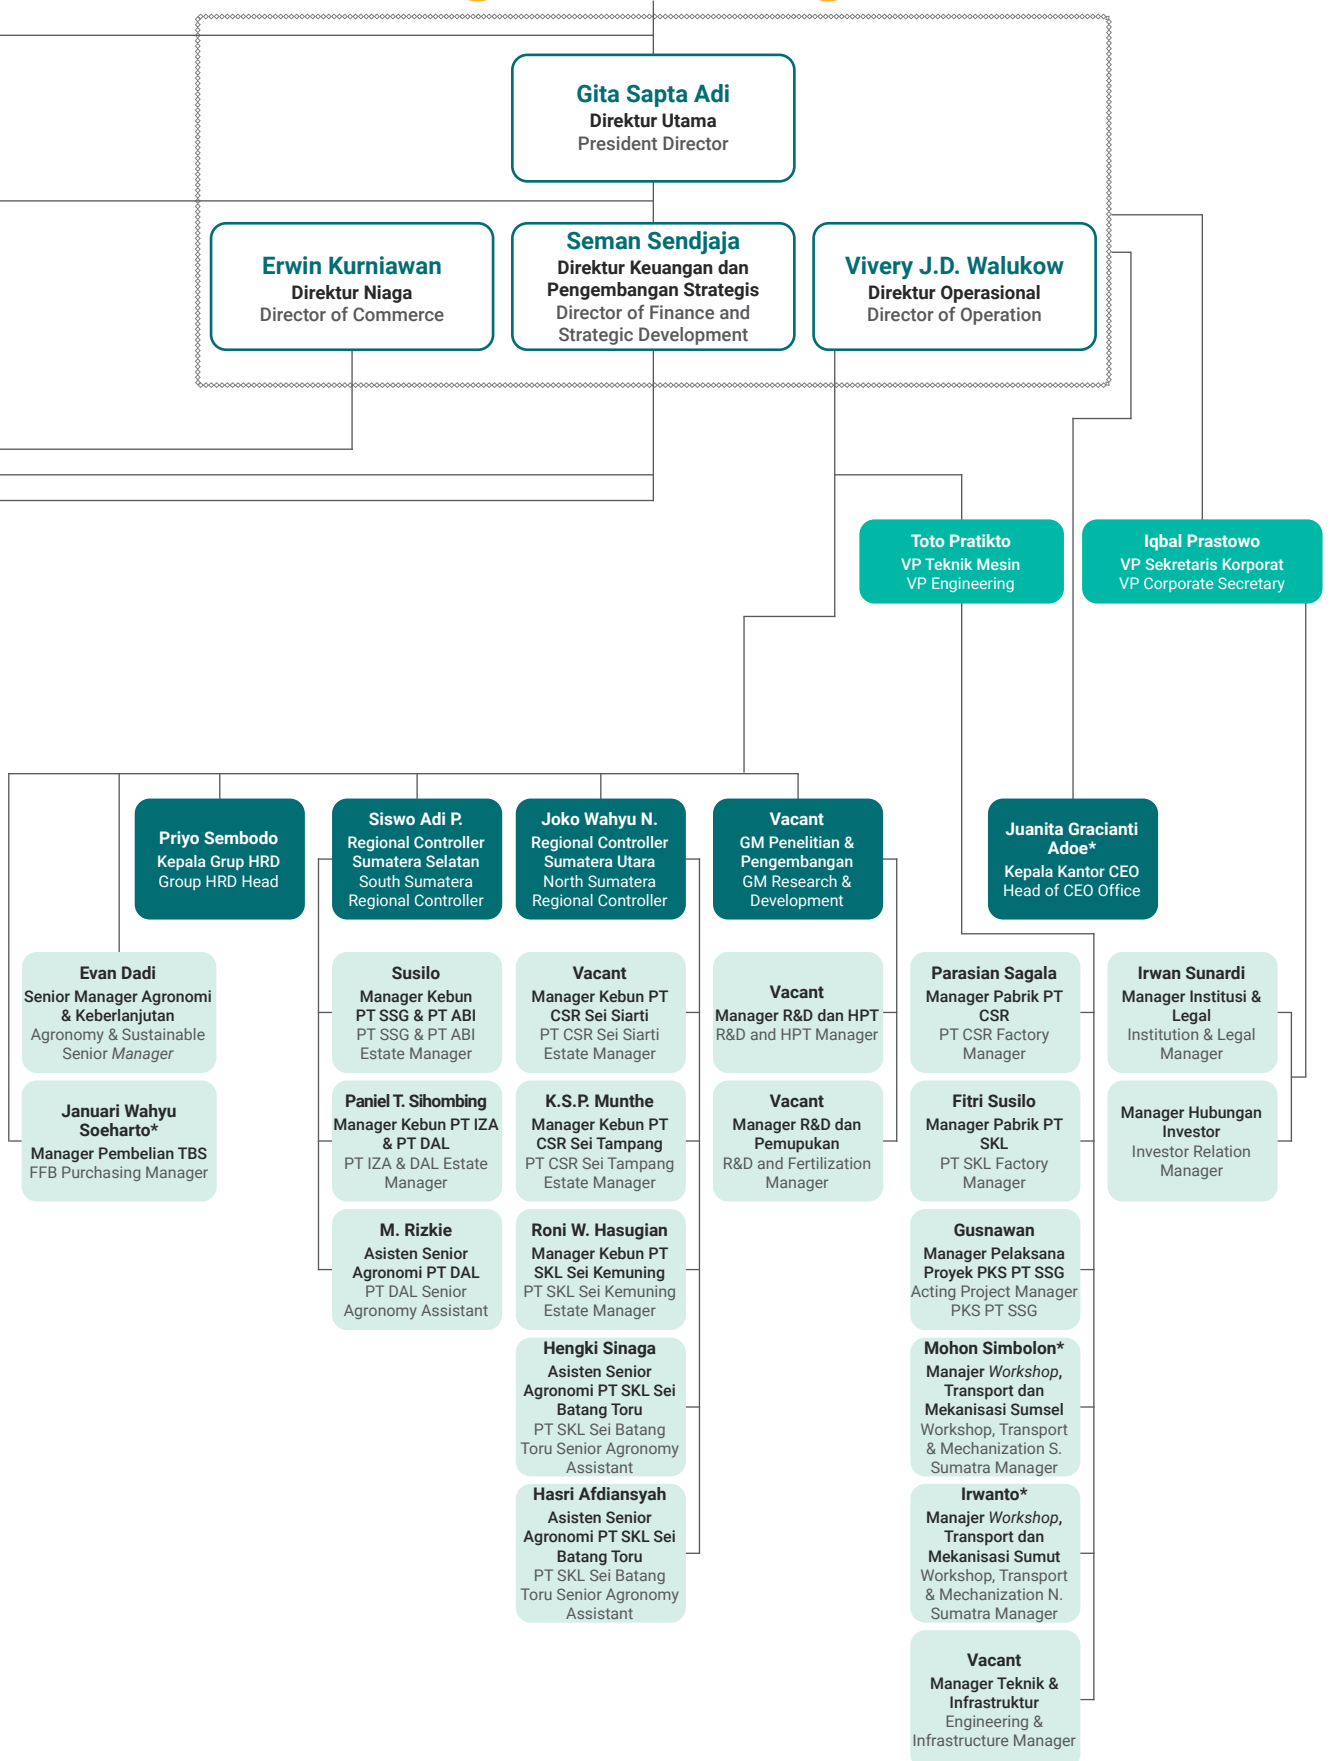 Gita Sapta Adi
Direktur Utama
President Director
Erwin Kurniawan
Direktur Niaga
Director of Commerce
Seman Sendjaja
Direktur Keuangan dan
Pengembangan Strategis
Director of Finance and
Strategic Development
Vivery J.D. Walukow
Direktur Operasional
Director of Operation
Toto Pratikto
VP Teknik Mesin
VP Engineering
Iqbal Prastowo
VP Sekretaris Korporat
VP Corporate Secretary
Priyo Sembodo
Kepala Grup HRD
Group HRD Head
Siswo Adi P.
Regional Controller
Sumatera Selatan
South Sumatera
Regional Controller
Joko Wahyu N.
Regional Controller
Sumatera Utara
North Sumatera
Regional Controller
Vacant
GM Penelitian &
Pengembangan
GM Research &
Development
Juanita Gracianti
Adoe*
Kepala Kantor CEO
Head of CEO Office
Evan Dadi
Senior Manager Agronomi
& Keberlanjutan
Agronomy & Sustainable
Senior Manager
Januari Wahyu
Soeharto*
Manager Pembelian TBS
FFB Purchasing Manager
Susilo
Manager Kebun
PT SSG & PT ABI
PT SSG & PT ABI
Estate Manager
Paniel T. Sihombing
Manager Kebun PT IZA
& PT DAL
PT IZA & DAL Estate
Manager
M. Rizkie
Asisten Senior
Agronomi PT DAL
PT DAL Senior
Agronomy Assistant
Vacant
Manager Kebun PT
CSR Sei Siarti
PT CSR Sei Siarti
Estate Manager
K.S.P. Munthe
Manager Kebun PT
CSR Sei Tampang
PT CSR Sei Tampang
Estate Manager
Roni W. Hasugian
Manager Kebun PT
SKL Sei Kemuning
PT SKL Sei Kemuning
Estate Manager
Hengki Sinaga
Asisten Senior
Agronomi PT SKL Sei
Batang Toru
PT SKL Sei Batang
Toru Senior Agronomy
Assistant
Hasri Afdiansyah
Asisten Senior
Agronomi PT SKL Sei
Batang Toru
PT SKL Sei Batang
Toru Senior Agronomy
Assistant
Vacant
Manager R&D dan HPT
R&D and HPT Manager
Vacant
Manager R&D dan
Pemupukan
R&D and Fertilization
Manager
Parasian Sagala
Manager Pabrik PT
CSR
PT CSR Factory
Manager
Fitri Susilo
Manager Pabrik PT
SKL
PT SKL Factory
Manager
Gusnawan
Manager Pelaksana
Proyek PKS PT SSG
Acting Project Manager
PKS PT SSG
Mohon Simbolon*
Manajer Workshop,
Transport dan
Mekanisasi Sumsel
Workshop, Transport
& Mechanization S.
Sumatra Manager
Irwanto*
Manajer Workshop,
Transport dan
Mekanisasi Sumut
Workshop, Transport
& Mechanization N.
Sumatra Manager
Vacant
Manager Teknik &
Infrastruktur
Engineering &
Infrastructure Manager
Irwan Sunardi
Manager Institusi &
Legal
Institution & Legal
Manager
Manager Hubungan
Investor
Investor Relation
Manager